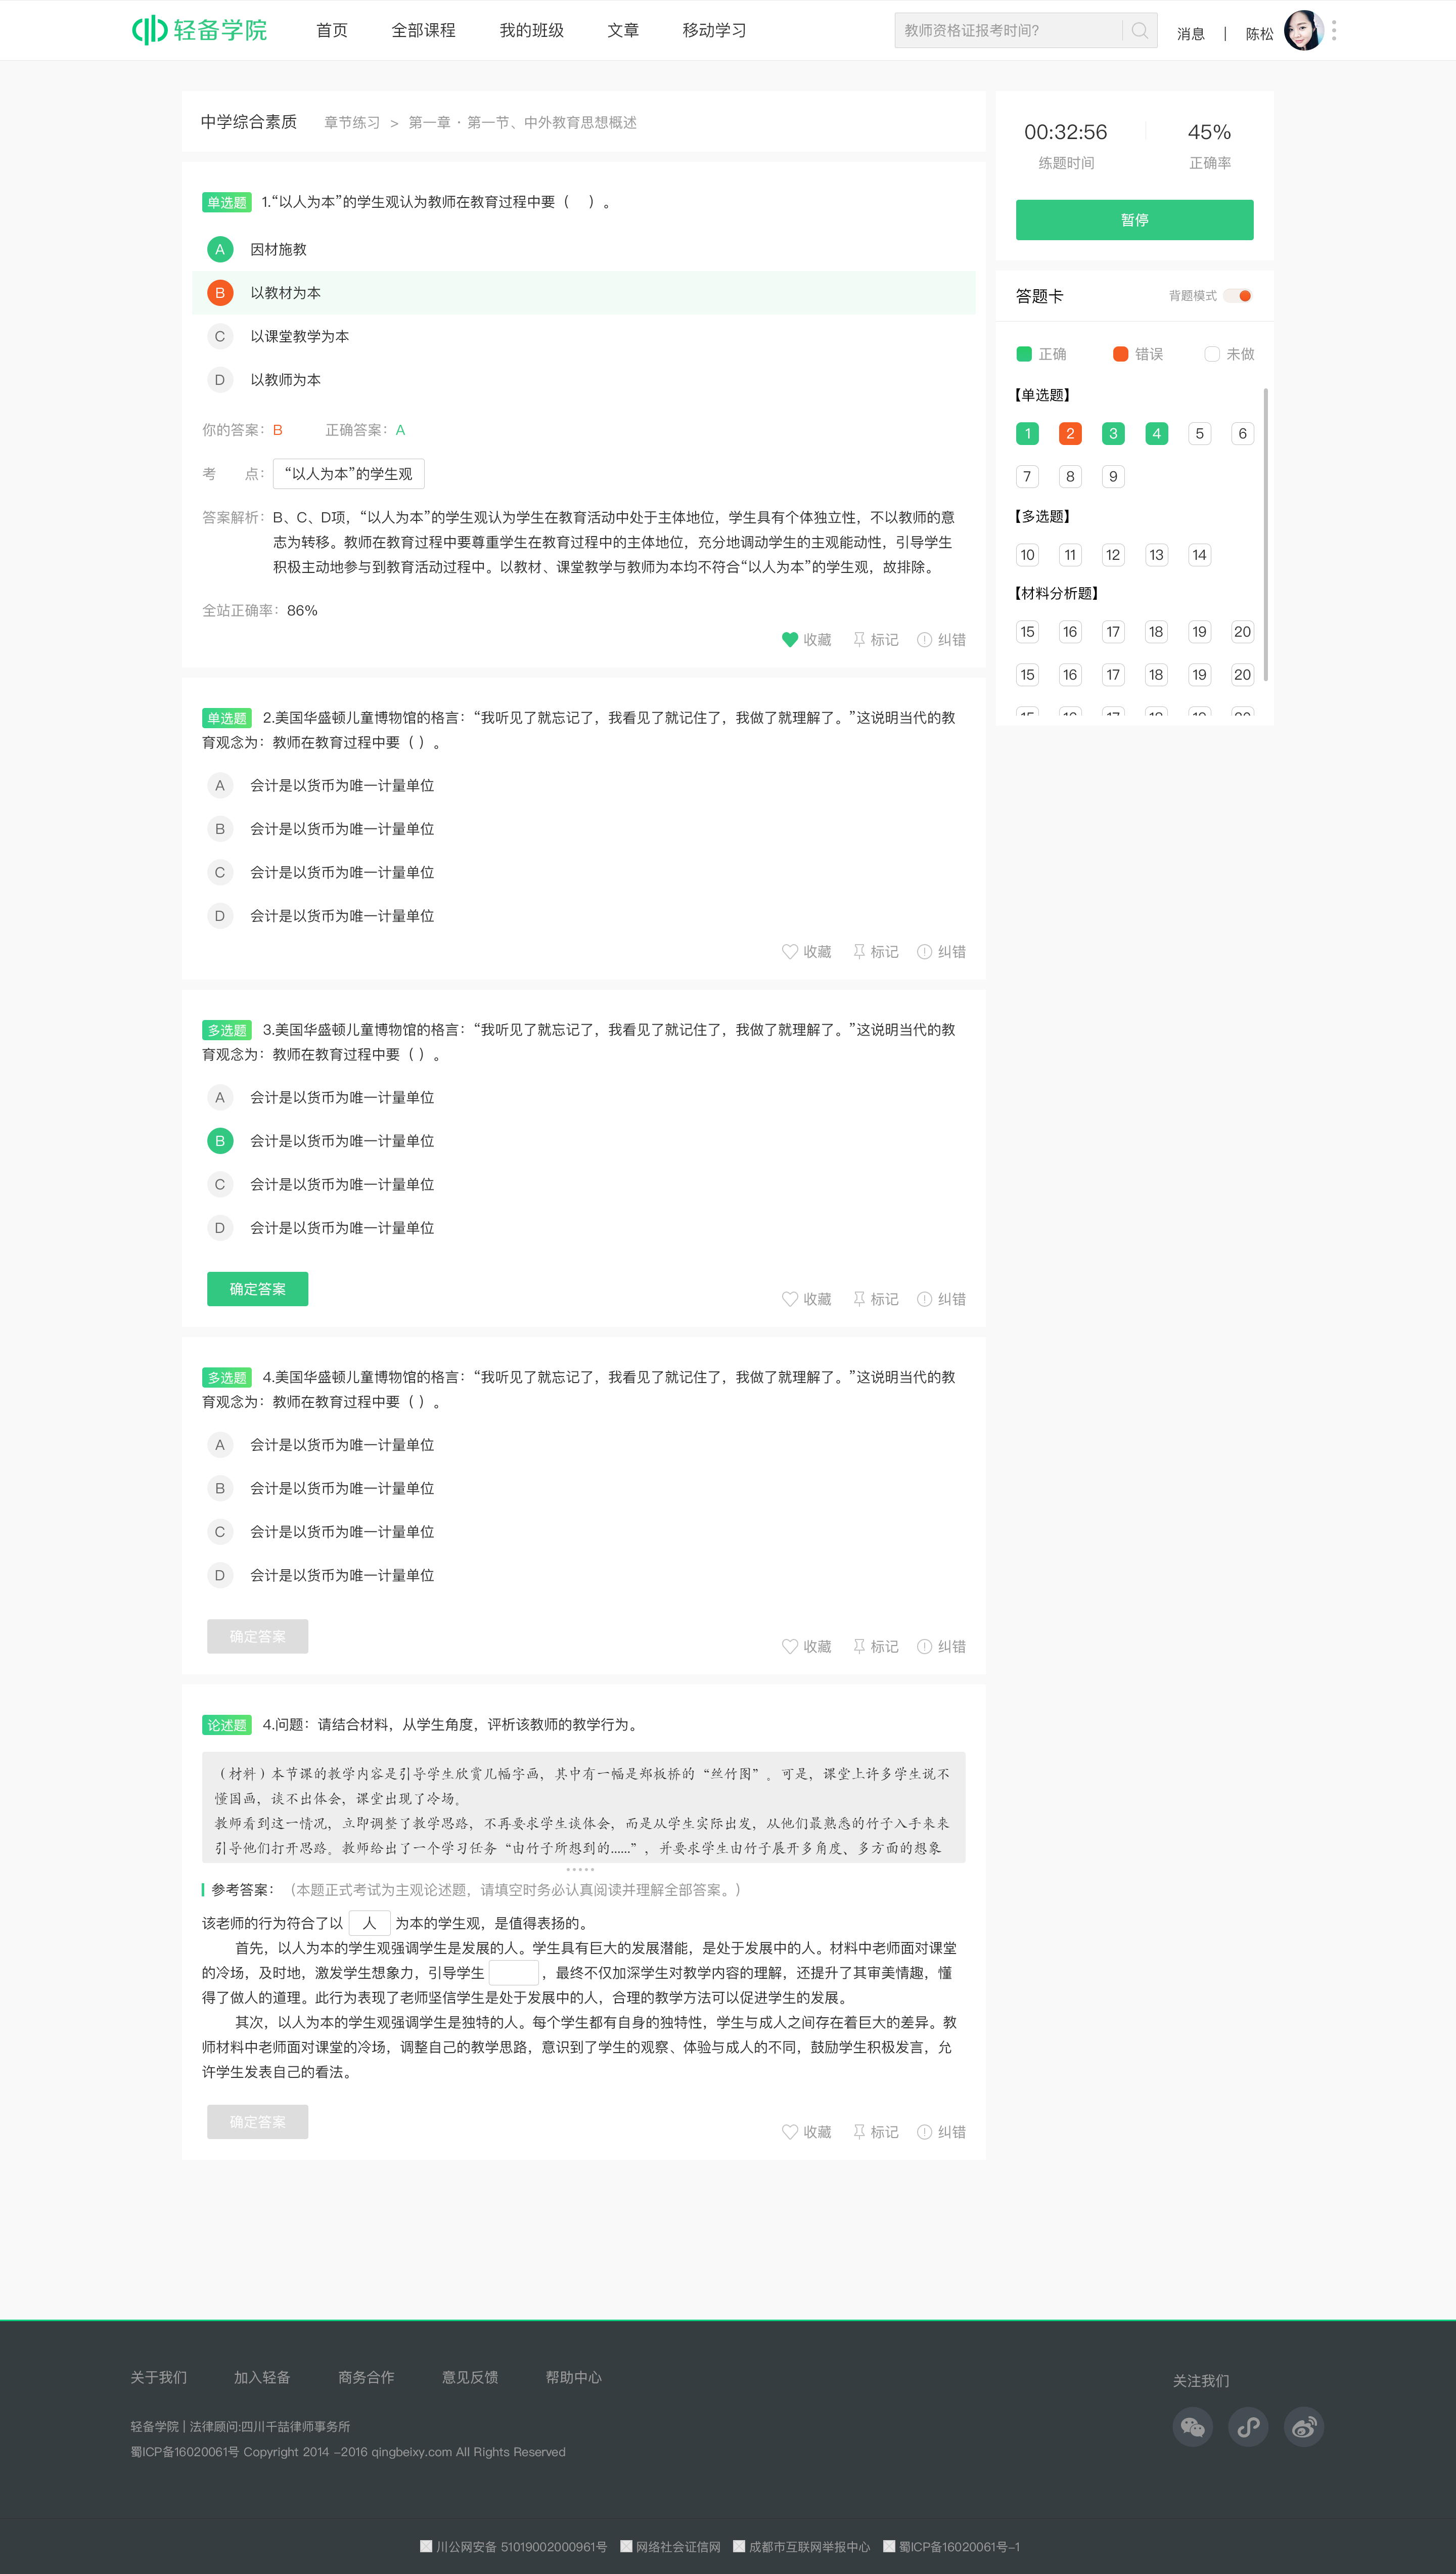 轻备学院 首页 全部课程 我的班级 文章 移动学习 教师资格证报考时间？ 消息 | 陈松
中学综合素质 章节练习 > 第一章·第一节、中外教育思想概述
单选题 1.“以人为本”的学生观认为教师在教育过程中要（ ）。
A 因材施教
B 以教材为本
C 以课堂教学为本
D 以教师为本
你的答案：B 正确答案：A
考 点：“以人为本”的学生观
答案解析：B、C、D项，“以人为本”的学生观认为学生在教育活动中处于主体地位，学生具有个体独立性，不以教师的意
志为转移。教师在教育过程中要尊重学生在教育过程中的主体地位，充分地调动学生的主观能动性，引导学生
积极主动地参与到教育活动过程中。以教材、课堂教学与教师为本均不符合“以人为本”的学生观，故排除。
全站正确率：86%
收藏 标记 纠错
单选题 2.美国华盛顿儿童博物馆的格言：“我听见了就忘记了，我看见了就记住了，我做了就理解了。”这说明当代的教
育观念为：教师在教育过程中要（ ）。
A 会计是以货币为唯一计量单位
B 会计是以货币为唯一计量单位
C 会计是以货币为唯一计量单位
D 会计是以货币为唯一计量单位
收藏 标记 纠错
多选题 3.美国华盛顿儿童博物馆的格言：“我听见了就忘记了，我看见了就记住了，我做了就理解了。”这说明当代的教
育观念为：教师在教育过程中要（ ）。
A 会计是以货币为唯一计量单位
B 会计是以货币为唯一计量单位
C 会计是以货币为唯一计量单位
D 会计是以货币为唯一计量单位
确定答案 收藏 标记 纠错
多选题 4.美国华盛顿儿童博物馆的格言：“我听见了就忘记了，我看见了就记住了，我做了就理解了。”这说明当代的教
育观念为：教师在教育过程中要（ ）。
A 会计是以货币为唯一计量单位
B 会计是以货币为唯一计量单位
C 会计是以货币为唯一计量单位
D 会计是以货币为唯一计量单位
确定答案 收藏 标记 纠错
论述题 4.问题：请结合材料，从学生角度，评析该教师的教学行为。
（材料）本节课的教学内容是引导学生欣赏几幅字画，其中有一幅是郑板桥的“丝竹图”。可是，课堂上许多学生说不
懂国画，谈不出体会，课堂出现了冷场。
教师看到这一情况，立即调整了教学思路，不再要求学生谈体会，而是从学生实际出发，从他们最熟悉的竹子入手来来
引导他们打开思路。教师给出了一个学习任务“由竹子所想到的......”，并要求学生由竹子展开多角度、多方面的想象
参考答案：（本题正式考试为主观论述题，请填空时务必认真阅读并理解全部答案。）
该老师的行为符合了以 人 为本的学生观，是值得表扬的。
首先，以人为本的学生观强调学生是发展的人。学生具有巨大的发展潜能，是处于发展中的人。材料中老师面对课堂
的冷场，及时地，激发学生想象力，引导学生 ，最终不仅加深学生对教学内容的理解，还提升了其审美情趣，懂
得了做人的道理。此行为表现了老师坚信学生是处于发展中的人，合理的教学方法可以促进学生的发展。
其次，以人为本的学生观强调学生是独特的人。每个学生都有自身的独特性，学生与成人之间存在着巨大的差异。教
师材料中老师面对课堂的冷场，调整自己的教学思路，意识到了学生的观察、体验与成人的不同，鼓励学生积极发言，允
许学生发表自己的看法。
确定答案 收藏 标记 纠错
00:32:56 45%
练题时间 正确率
暂停
答题卡 背题模式
正确 错误 未做
【单选题】
1 2 3 4 5 6
7 8 9
【多选题】
10 11 12 13 14
【材料分析题】
15 16 17 18 19 20
15 16 17 18 19 20
15 16 17 18 19 20
关于我们 加入轻备 商务合作 意见反馈 帮助中心 关注我们
轻备学院 | 法律顾问:四川千喆律师事务所
蜀ICP备16020061号 Copyright 2014 -2016 qingbeixy.com All Rights Reserved
川公网安备 51019002000961号 网络社会证信网 成都市互联网举报中心 蜀ICP备16020061号-1